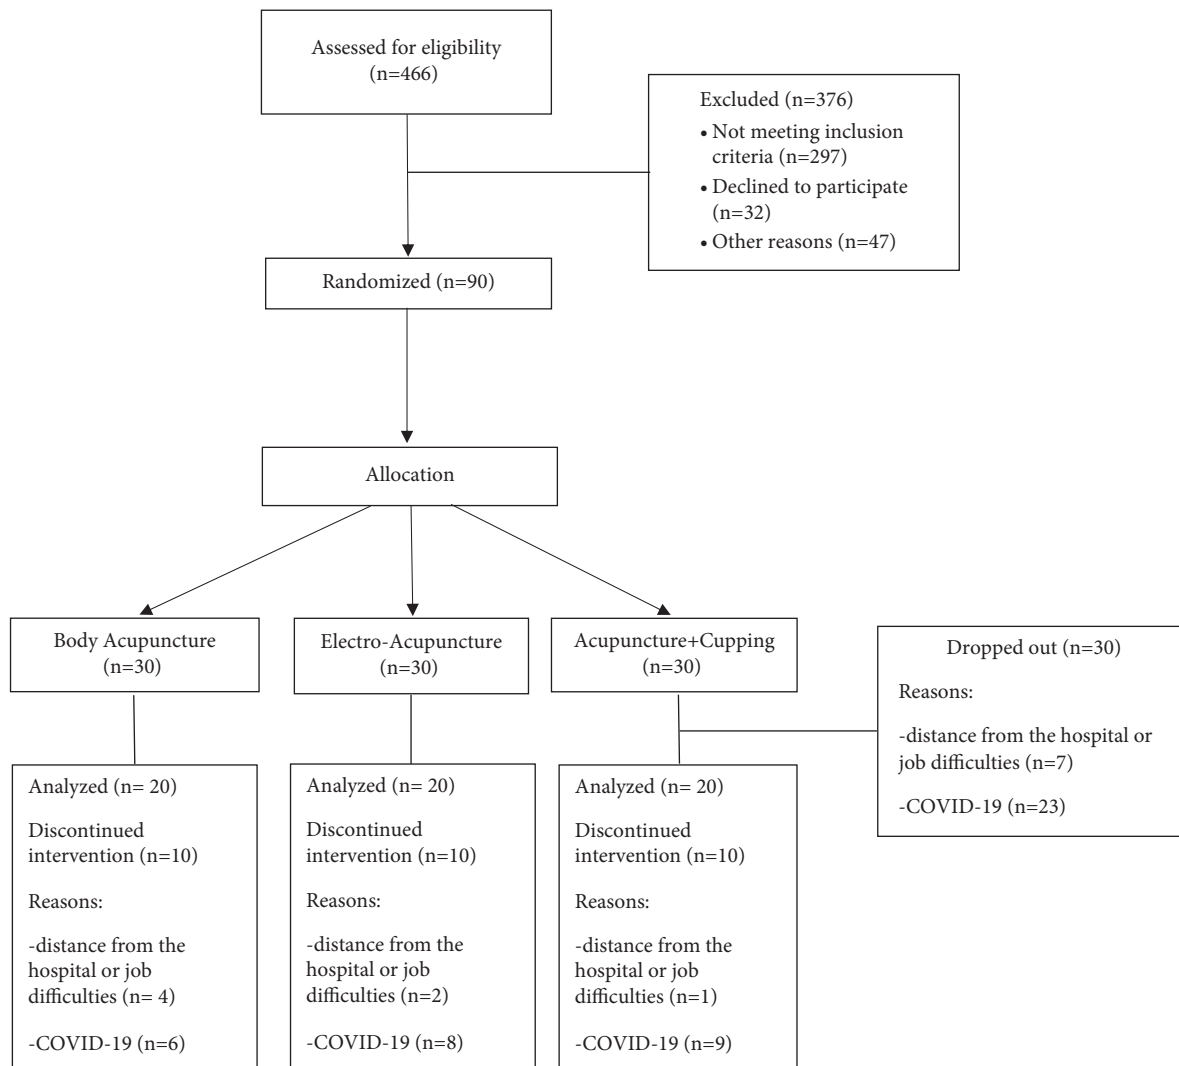 Assessed for eligibility
(n=466)
Excluded (n=376)
• Not meeting inclusion
criteria (n=297)
• Declined to participate
(n=32)
• Other reasons (n=47)
Randomized (n=90)
Allocation
Body Acupuncture
(n=30)
Electro-Acupuncture
(n=30)
Acupuncture+Cupping
(n=30)
Dropped out (n=30)
Reasons:
-distance from the hospital or
job difficulties (n=7)
-COVID-19 (n=23)
Analyzed (n= 20)
Discontinued
intervention (n=10)
Reasons:
-distance from the
hospital or job
difficulties (n= 4)
-COVID-19 (n=6)
Analyzed (n= 20)
Discontinued
intervention (n=10)
Reasons:
-distance from the
hospital or job
difficulties (n=2)
-COVID-19 (n=8)
Analyzed (n= 20)
Discontinued
intervention (n=10)
Reasons:
-distance from the
hospital or job
difficulties (n=1)
-COVID-19 (n=9)